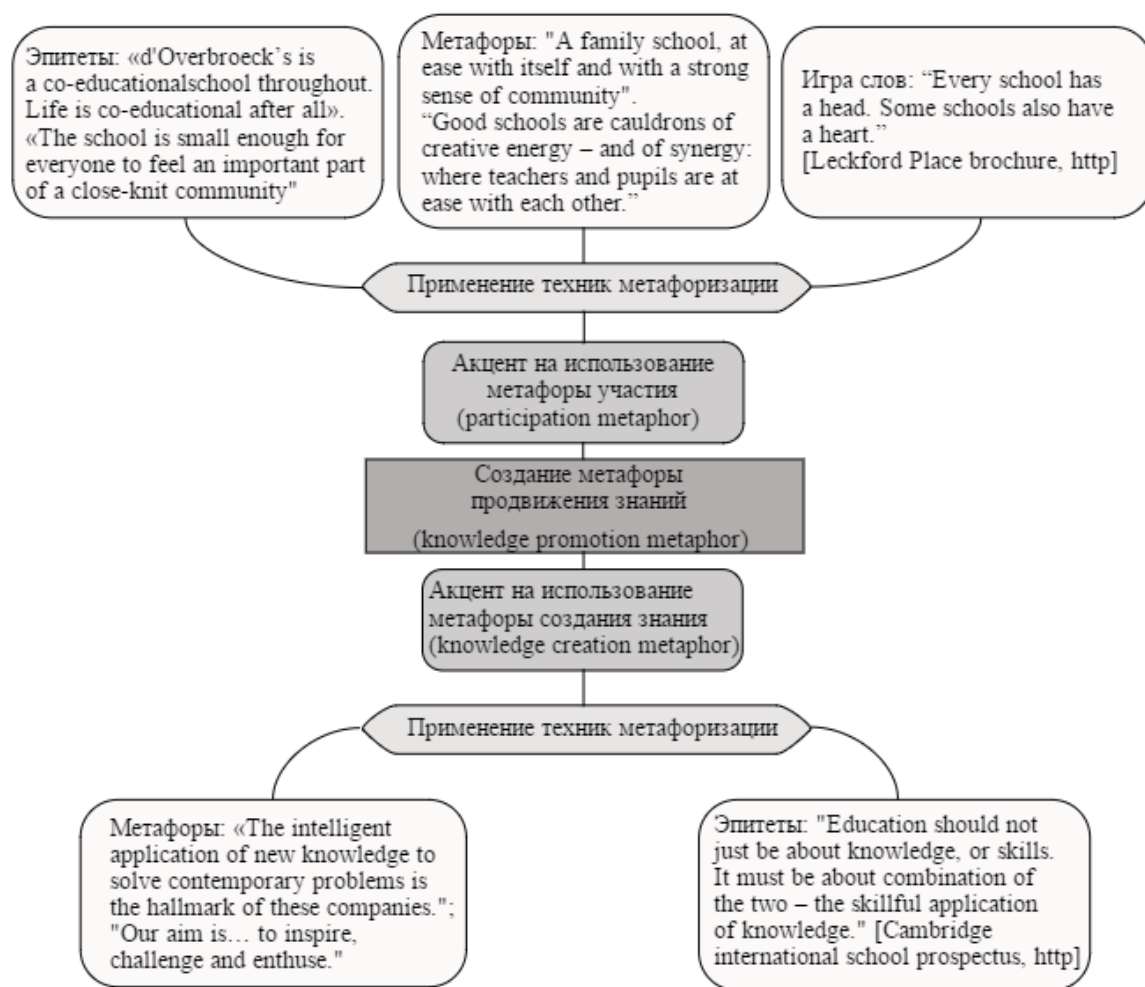 Эпитеты: «d'Overbroeck’s is
a co-educationalschool throughout.
Life is co-educational after all».
«The school is small enough for
everyone to feel an important part
of a close-knit community"
Метафоры: "A family school, at
ease with itself and with a strong
sense of community".
“Good schools are cauldrons of
creative energy – and of synergy:
where teachers and pupils are at
ease with each other.”
Игра слов: “Every school has
a head. Some schools also have
a heart.”
[Leckford Place brochure, http]
Применение техник метафоризации
Акцент на использование
метафоры участия
(participation metaphor)
Создание метафоры
продвижения знаний
(knowledge promotion metaphor)
Акцент на использование
метафоры создания знания
(knowledge creation metaphor)
Применение техник метафоризации
Метафоры: «The intelligent
application of new knowledge to
solve contemporary problems is
the hallmark of these companies.";
"Our aim is… to inspire,
challenge and enthuse."
Эпитеты: "Education should not
just be about knowledge, or skills.
It must be about combination of
the two – the skillful application
of knowledge." [Cambridge
international school prospectus, http]